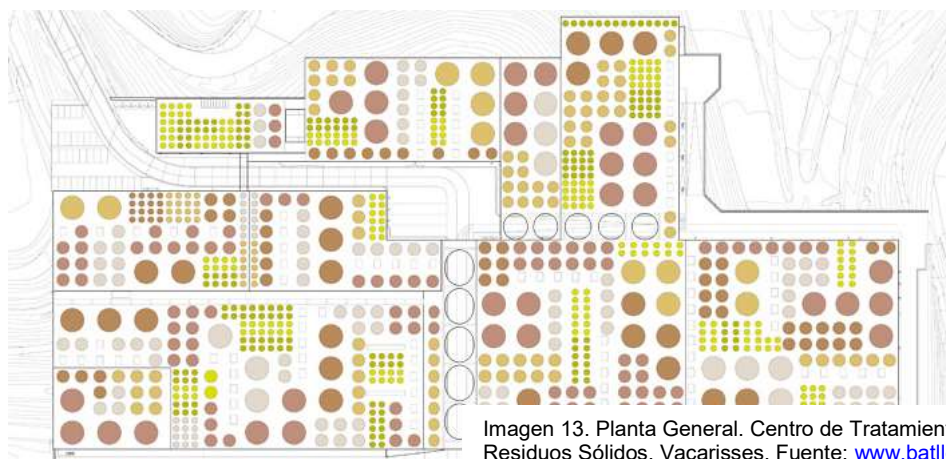 Imagen 13. Planta General. Centro de Tratamien
Residuos Sólidos. Vacarisses. Fuente: www.batll